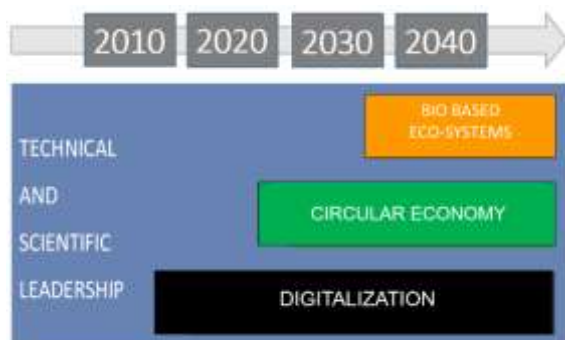 2010 2020 2030 2040
BIO BASED
ECO-SYSTEMS
TECHNICAL
AND
SCIENTIFIC
LEADERSHIP
CIRCULAR ECONOMY
DIGITALIZATION